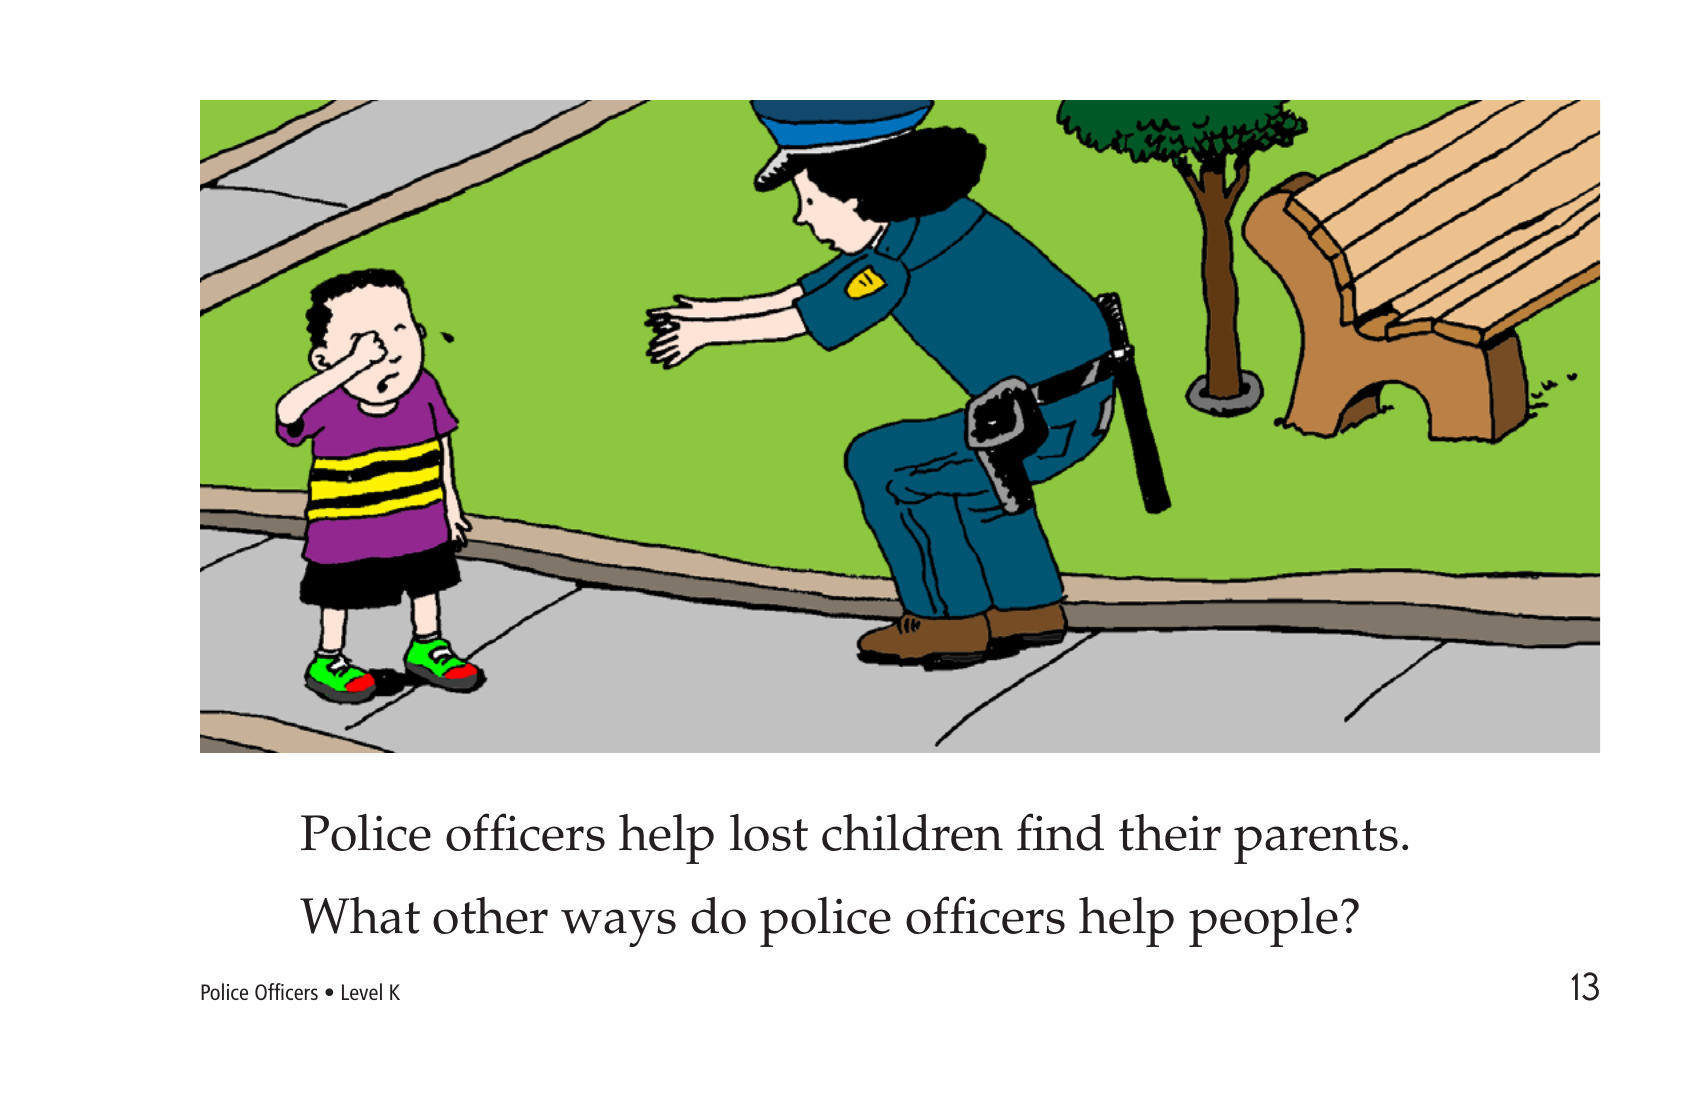 Police officers help lost children find their parents.
What other ways do police officers help people?
Police Officers • Level K
13